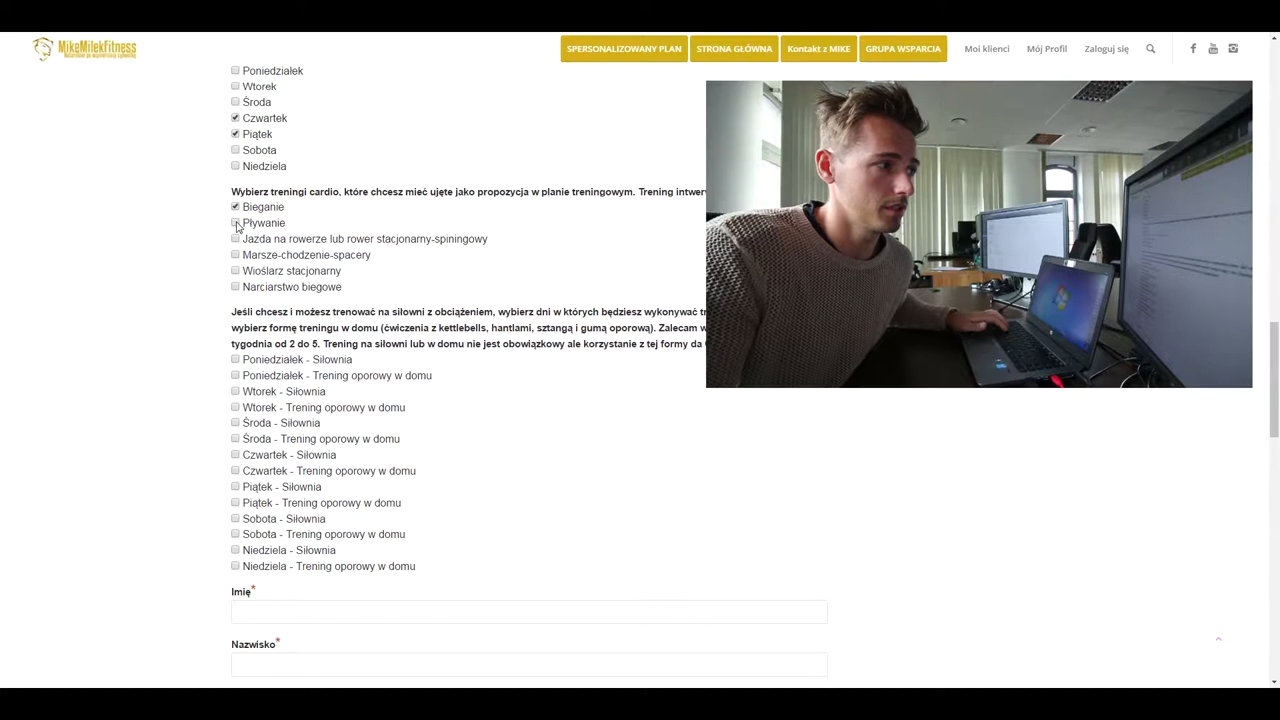 MikeMilekFitness
SPERSONALIZOWANY PLAN
STRONA GŁÓWNA
Kontakt z MIKE
GRUPA WSPARCIA
Moi klienci
Mój Profil
Zaloguj się
Poniedziałek
Wtorek
Środa
Czwartek
Piątek
Sobota
Niedziela
Wybierz treningi cardio, które chcesz mieć ujęte jako propozycja w planie treningowym. Trening
Bieganie
Pływanie
Jazda na rowerze lub rower stacjonarny-spiningowy
Marsze-chodzenie-spacery
Wioślarz stacjonarny
Narciarstwo biegowe
Jeśli chcesz i możesz trenować na siłowni z obciążeniem, wybierz dni w których będziesz wykonywać
wybierz formę treningu w domu (ćwiczenia z kettlebells, hantlami, sztangą i gumą oporową). Zalecam
tygodnia od 2 do 5. Trening na siłowni lub w domu nie jest obowiązkowy ale korzystanie z tej formy da
Poniedziałek - Siłownia
Poniedziałek - Trening oporowy w domu
Wtorek - Siłownia
Wtorek - Trening oporowy w domu
Środa - Siłownia
Środa - Trening oporowy w domu
Czwartek - Siłownia
Czwartek - Trening oporowy w domu
Piątek - Siłownia
Piątek - Trening oporowy w domu
Sobota - Siłownia
Sobota - Trening oporowy w domu
Niedziela - Siłownia
Niedziela - Trening oporowy w domu
Imię*
Nazwisko*